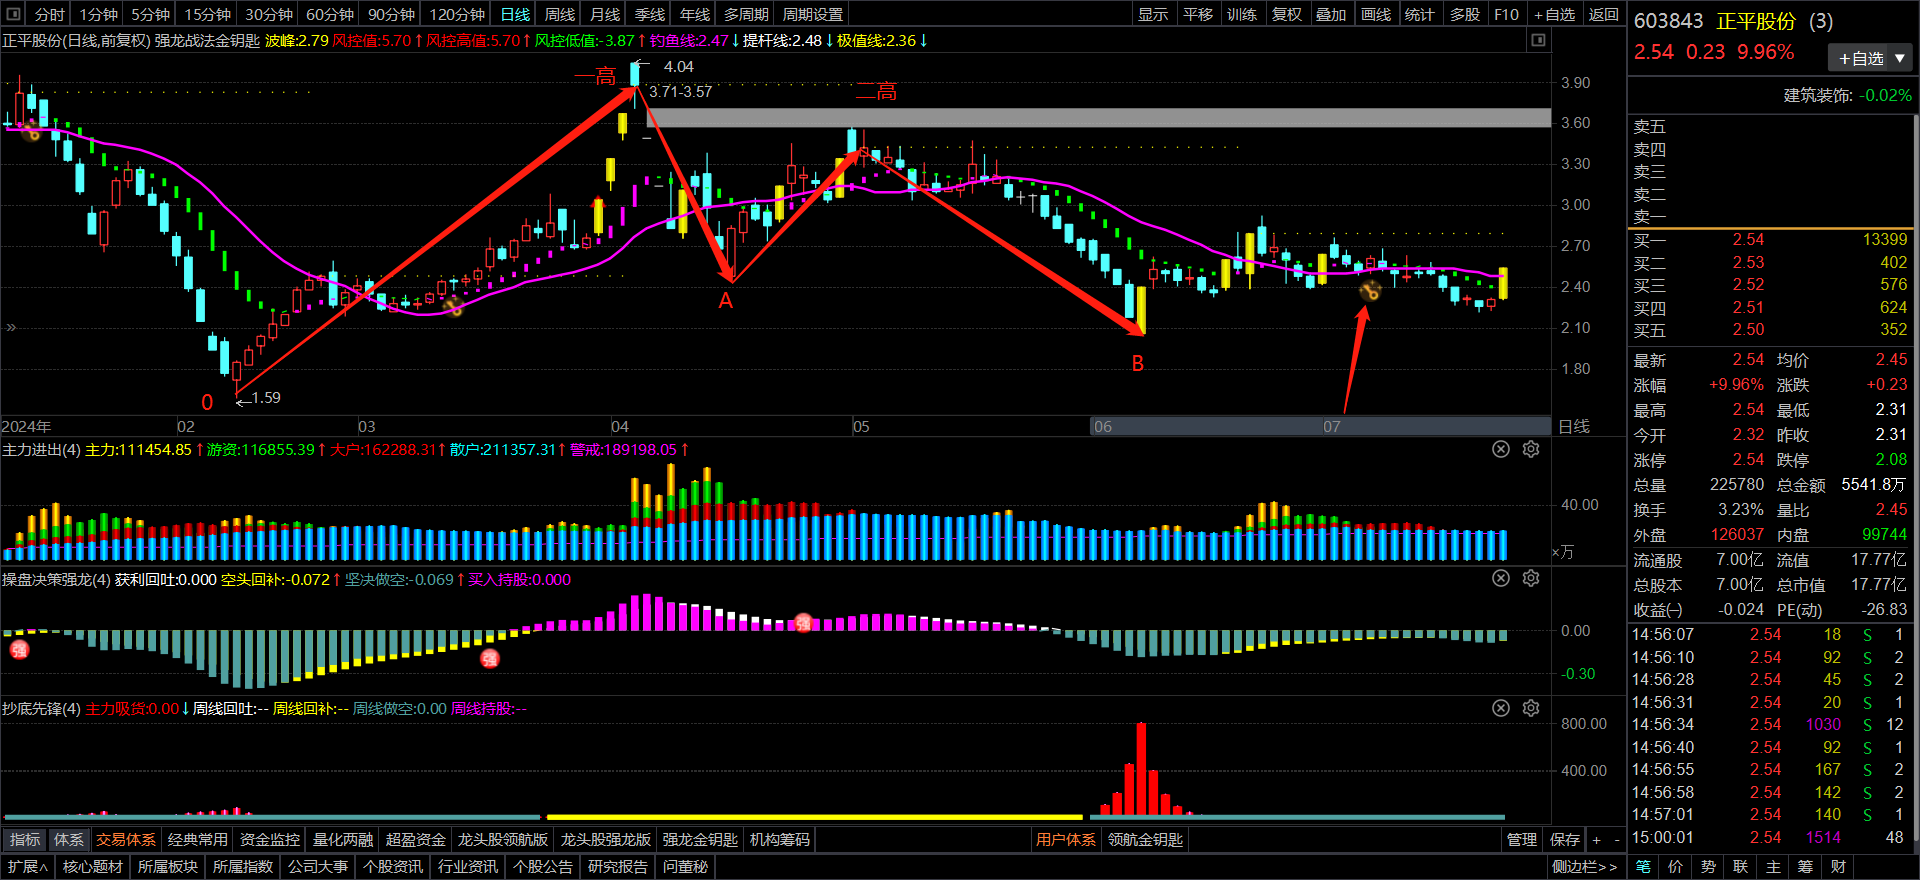 分时 1分钟 5分钟 15分钟 30分钟 60分钟 90分钟 120分钟 日线 周线 月线 季线 年线 多周期 周期设置 显示 平移 训练 复权 叠加 画线 统计 多股 F10 +自选 返回
正平股份(日线,前复权) 强龙战法金钥匙 波峰:2.79 风控值:5.70↑ 风控高值:5.70↑ 风控低值:-3.87↑ 钓鱼线:2.47↓ 提杆线:2.48↓ 极值线:2.36↓
一高
4.04
3.71-3.57
二高
A
B
0
1.59
3.90
3.60
3.30
3.00
2.70
2.40
2.10
1.80
2024年 02 03 04 05 06 07 日线
主力进出(4) 主力:111454.85↑ 游资:116855.39↑ 大户:162288.31↑ 散户:211357.31↑ 警戒:189198.05↑
40.00
×万
操盘决策强龙(4) 获利回吐:0.000 空头回补:-0.072↑ 坚决做空:-0.069↑ 买入持股:0.000
强 强 强
0.00
-0.30
抄底先锋(4) 主力吸货:0.00↓ 周线回吐:-- 周线回补:-- 周线做空:0.00 周线持股:--
800.00
400.00
指标 体系 交易体系 经典常用 资金监控 量化两融 超盈资金 龙头股领航版 龙头股强龙版 强龙金钥匙 机构筹码 用户体系 领航金钥匙 管理 保存 + -
扩展∧ 核心题材 所属板块 所属指数 公司大事 个股资讯 行业资讯 个股公告 研究报告 问董秘 侧边栏>>
603843 正平股份 (3)
2.54 0.23 9.96% +自选 ▼
建筑装饰: -0.02%
卖五
卖四
卖三
卖二
卖一
买一 2.54 13399
买二 2.53 402
买三 2.52 576
买四 2.51 624
买五 2.50 352
最新 2.54 均价 2.45
涨幅 +9.96% 涨跌 +0.23
最高 2.54 最低 2.31
今开 2.32 昨收 2.31
涨停 2.54 跌停 2.08
总量 225780 总金额 5541.8万
换手 3.23% 量比 2.45
外盘 126037 内盘 99744
流通股 7.00亿 流值 17.77亿
总股本 7.00亿 总市值 17.77亿
收益(一) -0.024 PE(动) -26.83
14:56:07 2.54 18 S 1
14:56:10 2.54 92 S 2
14:56:28 2.54 45 S 2
14:56:31 2.54 20 S 1
14:56:34 2.54 1030 S 12
14:56:40 2.54 92 S 1
14:56:55 2.54 167 S 2
14:56:58 2.54 142 S 2
14:57:01 2.54 140 S 1
15:00:01 2.54 1514 48
笔 价 势 联 主 筹 财